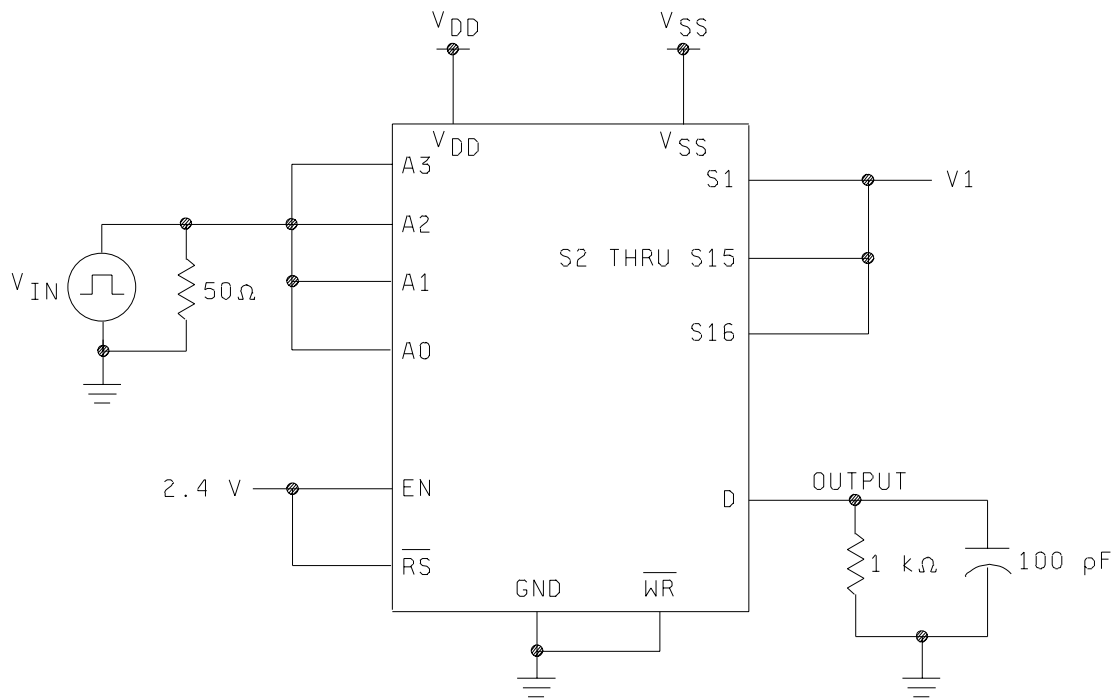 VDD
VSS
VDD
VSS
A3
S1
V1
A2
S2 THRU S15
A1
VIN
50Ω
S16
A0
2.4 V
EN
OUTPUT
D
RS
1 kΩ
100 pF
GND
WR